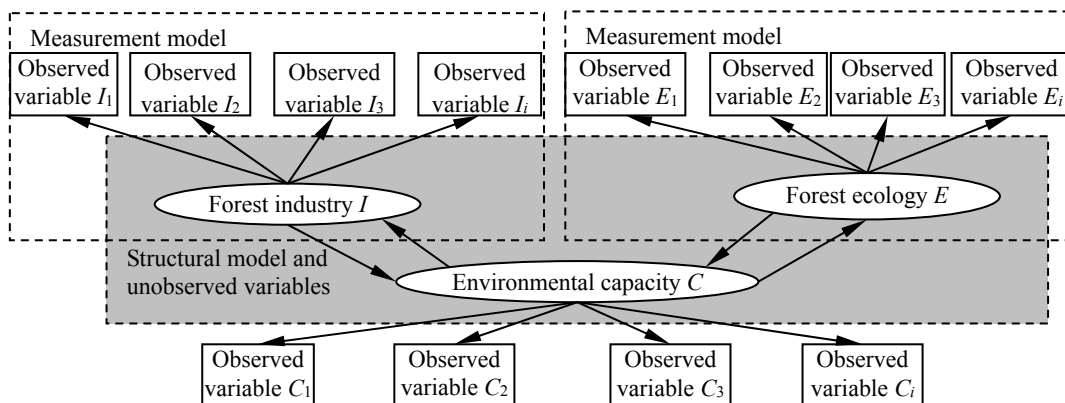 Measurement model
Observed
variable I₁
Observed
variable I₂
Observed
variable I₃
Observed
variable Iᵢ
Measurement model
Observed
variable E₁
Observed
variable E₂
Observed
variable E₃
Observed
variable Eᵢ
Forest industry I
Forest ecology E
Structural model and
unobserved variables
Environmental capacity C
Observed
variable C₁
Observed
variable C₂
Observed
variable C₃
Observed
variable Cᵢ